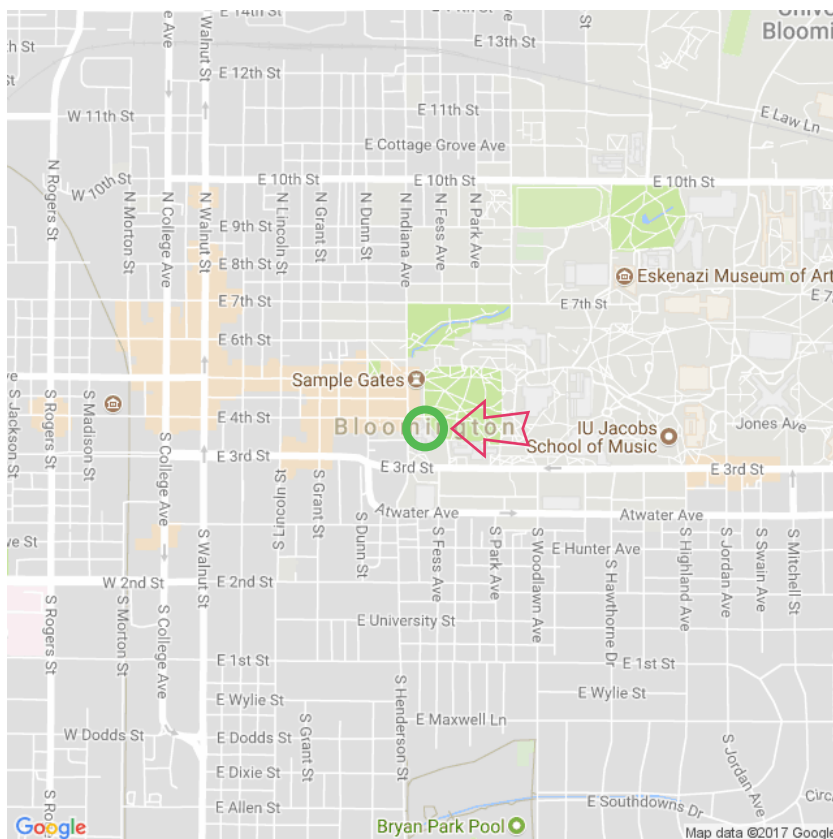 E 14th St
Unive
Bloomi
E 13th St
E 12th St
E 11th St
W 11th St
E Law Ln
E Cottage Grove Ave
W 10th St
E 10th St
E 10th St
E 10th St
N Rogers St
N Morton St
N College Ave
N Walnut St
N Lincoln St
N Grant St
N Dunn St
N Indiana Ave
N Fess Ave
N Park Ave
Walnut St
E 9th St
E 8th St
E 7th St
E 7th St
E 7
Eskenazi Museum of Art
E 6th St
Sample Gates
S Jackson St
S Rogers St
S Madison St
E 4th St
Bloomington
IU Jacobs
School of Music
Jones Ave
S College Ave
E 3rd St
E 3rd St
E 3rd St
S Lincoln St
S Grant St
S Dunn St
Atwater Ave
Atwater Ave
S Walnut St
S Fess Ave
S Park Ave
S Woodlawn Ave
E Hunter Ave
S Hawthorne Dr
S Highland Ave
S Jordan Ave
S Swain Ave
S Mitchell St
W 2nd St
E 2nd St
S Rogers St
S Morton St
S College Ave
E University St
E 1st St
E 1st St
E Wylie St
E Wylie St
S Henderson St
S Grant St
E Maxwell Ln
W Dodds St
E Dodds St
S Jordan Ave
E Dixie St
E Allen St
E Southdowns Dr
Bryan Park Pool
Google
Map data ©2017 Google